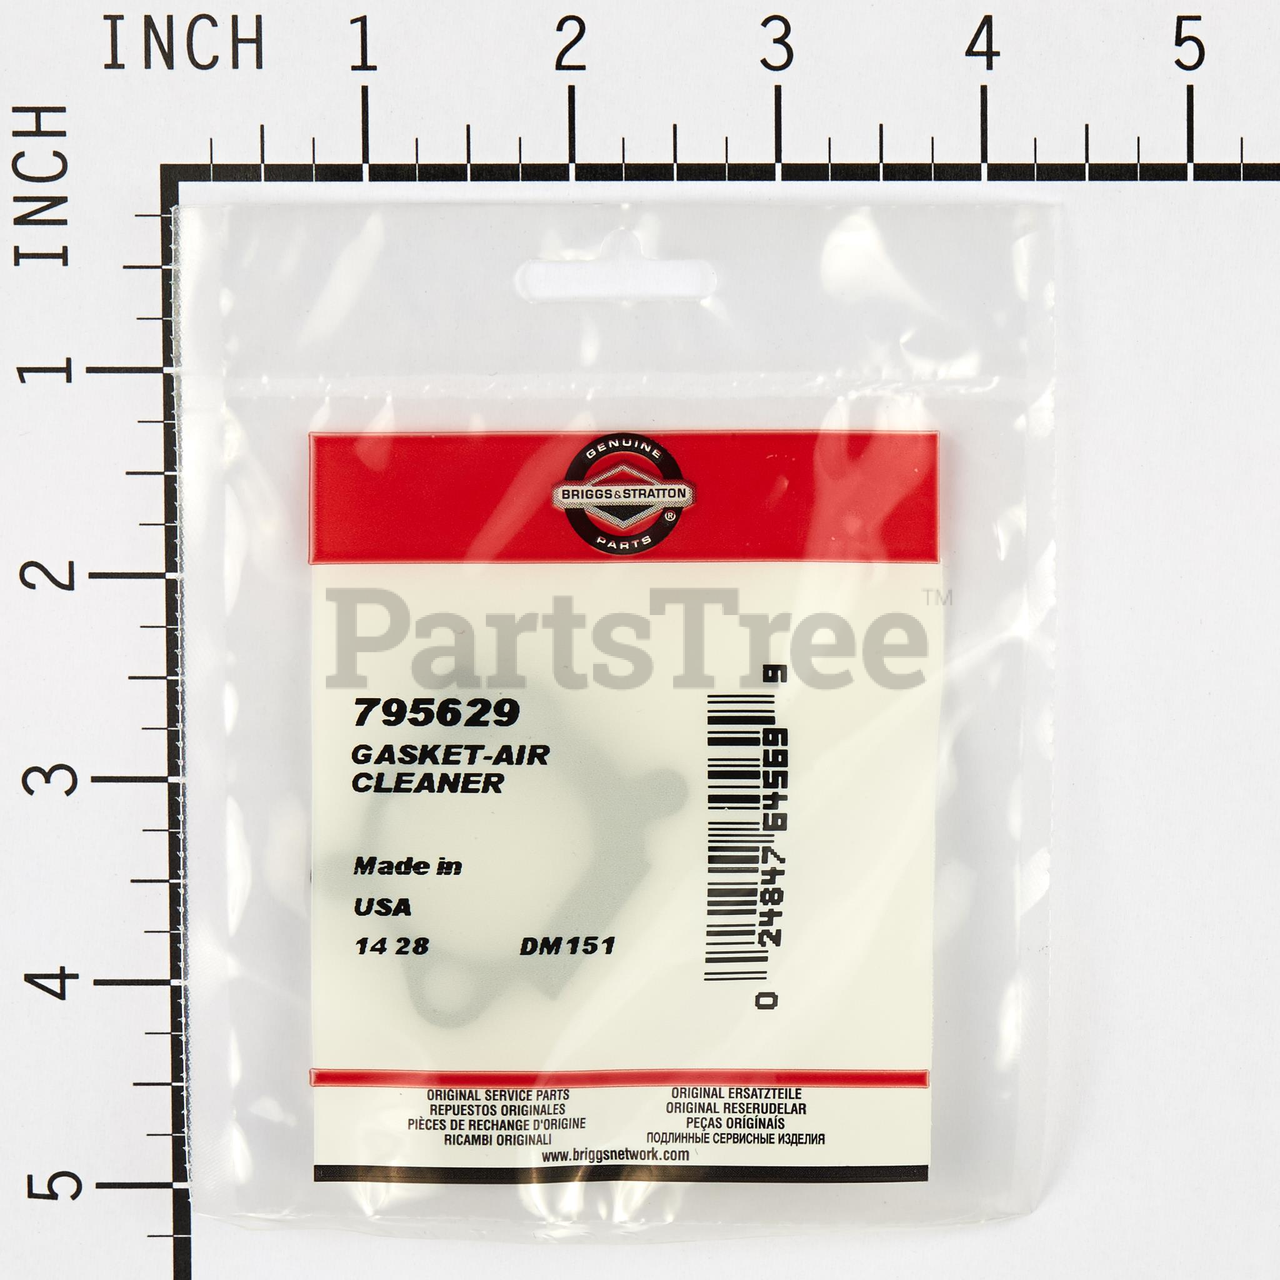 INCH 1 2 3 4 5
INCH
1
2
3
4
5
GENUINE
BRIGGS&STRATTON
®
PARTS
PartsTree™
795629
GASKET-AIR
CLEANER
Made in
USA
14 28 DM151
0 24847 64569 9
ORIGINAL SERVICE PARTS
REPUESTOS ORIGINALES
PIÈCES DE RECHANGE D'ORIGINE
RICAMBI ORIGINALI
ORIGINAL ERSATZTEILE
ORIGINAL RESERUDELAR
PEÇAS ORÍGÍNAÍS
ПОДЛИННЫЕ СЕРВИСНЫЕ ИЗДЕЛИЯ
www.briggsnetwork.com